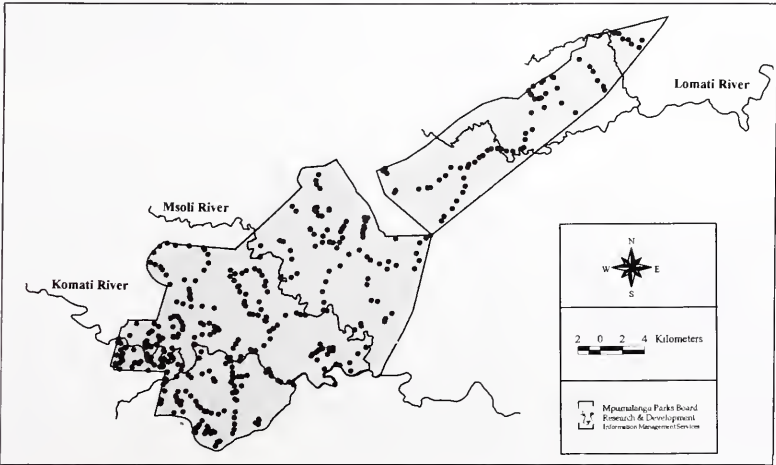 Lomati River
Msoli River
Komati River
N
W E
S
2 0 2 4 Kilometers
Mpumalanga Parks Board
Research & Development
Information Management Services